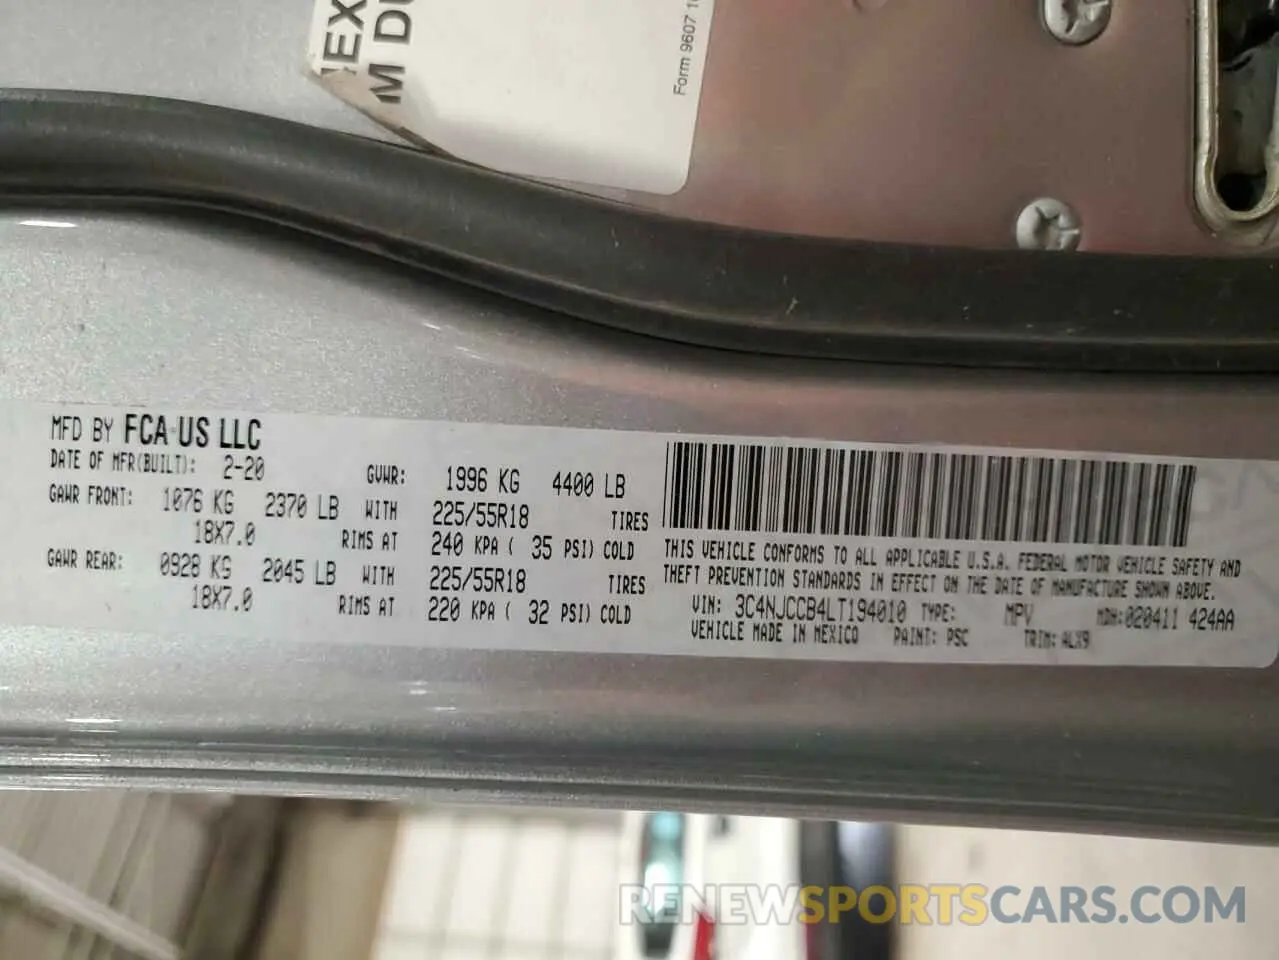 M DU
Form 9607 10
MFD BY FCA US LLC
DATE OF MFR(BUILT): 2-20 GVWR: 1996 KG 4400 LB
GAWR FRONT: 1076 KG 2370 LB WITH 225/55R18 TIRES
18X7.0 RIMS AT 240 KPA ( 35 PSI) COLD
GAWR REAR: 0928 KG 2045 LB WITH 225/55R18 TIRES
18X7.0 RIMS AT 220 KPA ( 32 PSI) COLD
THIS VEHICLE CONFORMS TO ALL APPLICABLE U.S.A. FEDERAL MOTOR VEHICLE SAFETY AND
THEFT PREVENTION STANDARDS IN EFFECT ON THE DATE OF MANUFACTURE SHOWN ABOVE.
VIN: 3C4NJCCB4LT194010 TYPE: MPV MDH:020411 424AA
VEHICLE MADE IN MEXICO PAINT: PSC TRIM: ALX9
RENEWSPORTSCARS.COM